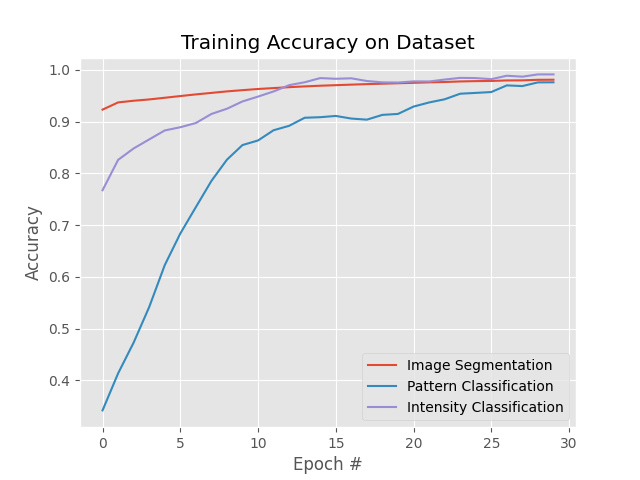 Training Accuracy on Dataset
1.0
0.9
0.8
0.7
0.6
0.5
0.4
Accuracy
Image Segmentation
Pattern Classification
Intensity Classification
0 5 10 15 20 25 30
Epoch #